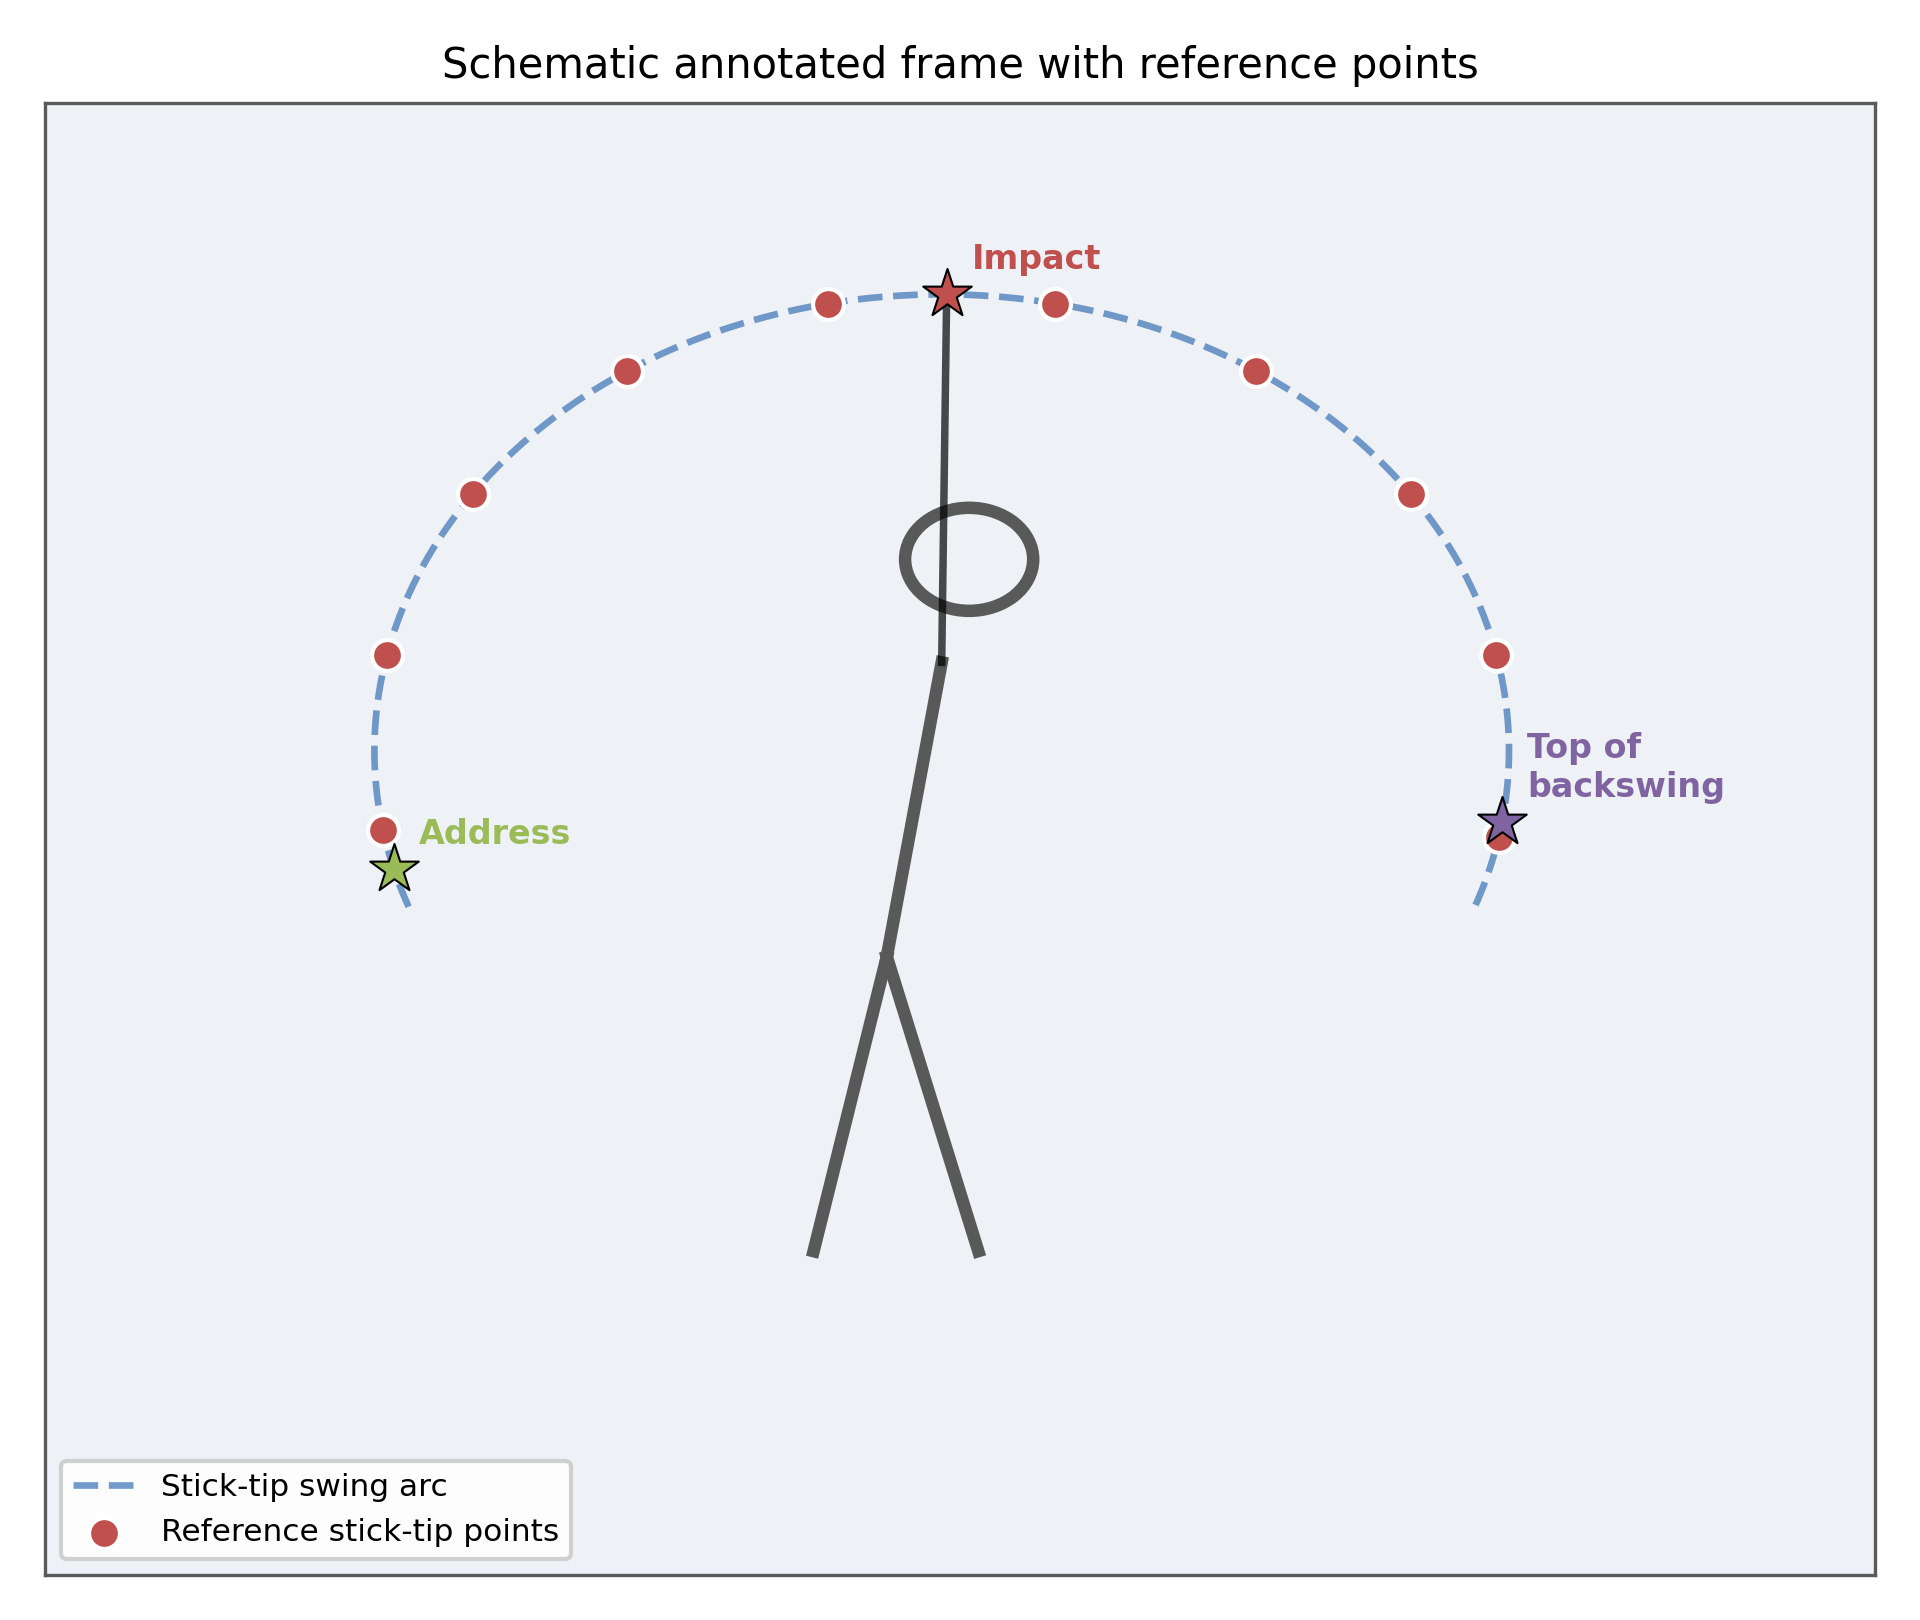 Schematic annotated frame with reference points
Impact
Top of
backswing
Address
Stick-tip swing arc
Reference stick-tip points